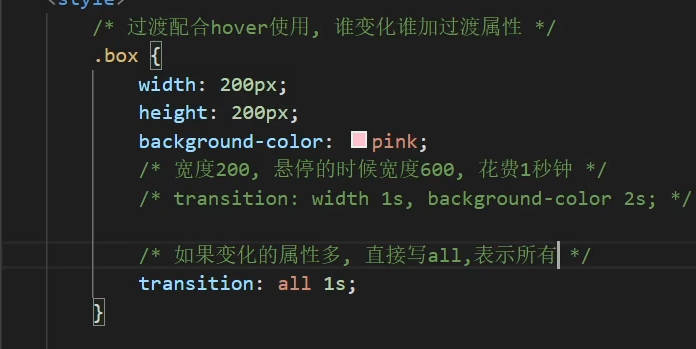 <style>
/* 过渡配合hover使用, 谁变化谁加过渡属性 */
.box {
width: 200px;
height: 200px;
background-color: pink;
/* 宽度200, 悬停的时候宽度600, 花费1秒钟 */
/* transition: width 1s, background-color 2s; */
/* 如果变化的属性多, 直接写all,表示所有 */
transition: all 1s;
}